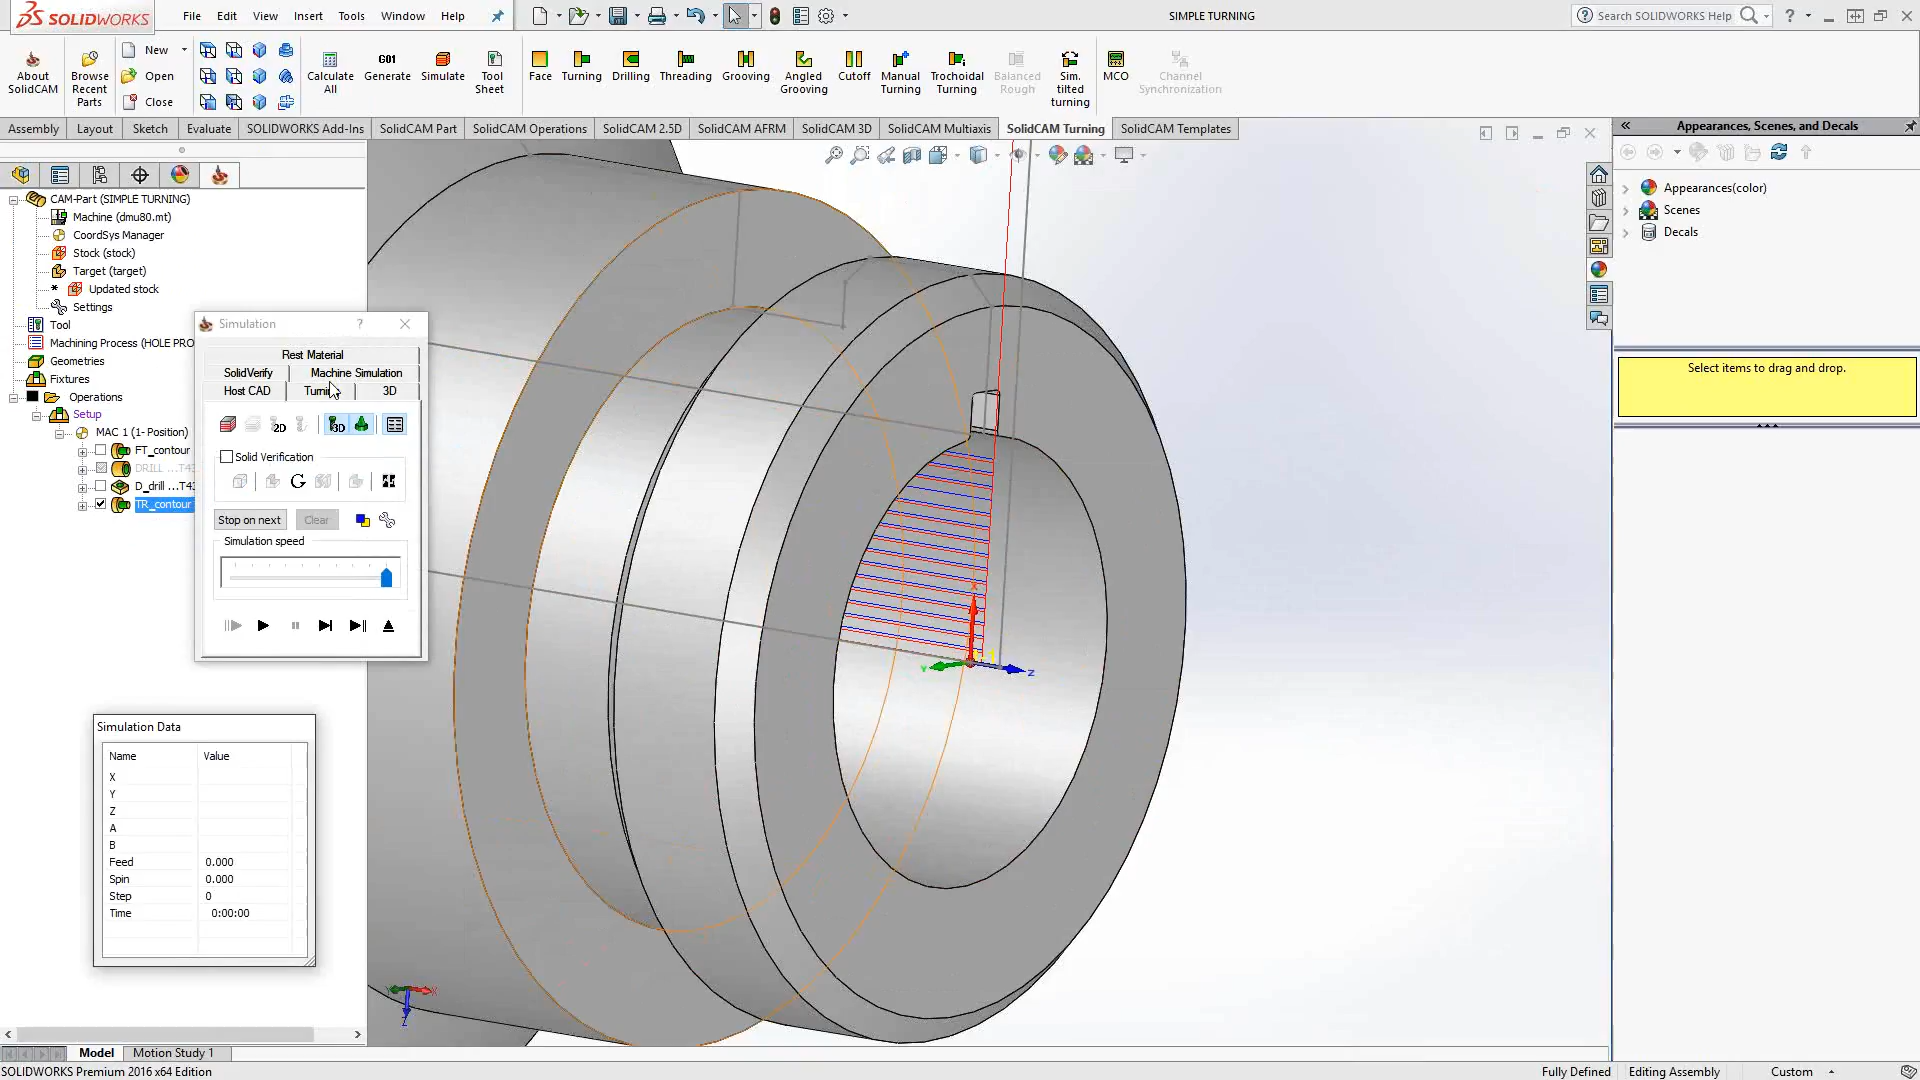 SOLIDWORKS
File Edit View Insert Tools Window Help
SIMPLE TURNING
Search SOLIDWORKS Help
About SolidCAM
Browse Recent Parts
New
Open
Close
Calculate All
G01
Generate
Simulate
Tool Sheet
Face
Turning
Drilling
Threading
Grooving
Angled Grooving
Cutoff
Manual Turning
Trochoidal Turning
Balanced Rough
Sim. tilted turning
MCO
Channel Synchronization
Assembly Layout Sketch Evaluate SOLIDWORKS Add-Ins SolidCAM Part SolidCAM Operations SolidCAM 2.5D SolidCAM AFRM SolidCAM 3D SolidCAM Multiaxis SolidCAM Turning SolidCAM Templates
Appearances, Scenes, and Decals
Appearances(color)
Scenes
Decals
Select items to drag and drop.
CAM-Part (SIMPLE TURNING)
Machine (dmu80.mt)
CoordSys Manager
Stock (stock)
Target (target)
* Updated stock
Settings
Tool
Machining Process (HOLE PRO
Geometries
Fixtures
Operations
Setup
MAC 1 (1- Position)
FT_contour
DRILL ...T4
D_drill ...T4
TR_contour
Simulation ?
Rest Material
SolidVerify Machine Simulation
Host CAD Turning 3D
2D 3D
Solid Verification
Stop on next Clear
Simulation speed
Simulation Data
Name Value
X
Y
Z
A
B
Feed 0.000
Spin 0.000
Step 0
Time 0:00:00
X
Y
Z
X
Z
Model Motion Study 1
SOLIDWORKS Premium 2016 x64 Edition
Fully Defined Editing Assembly Custom